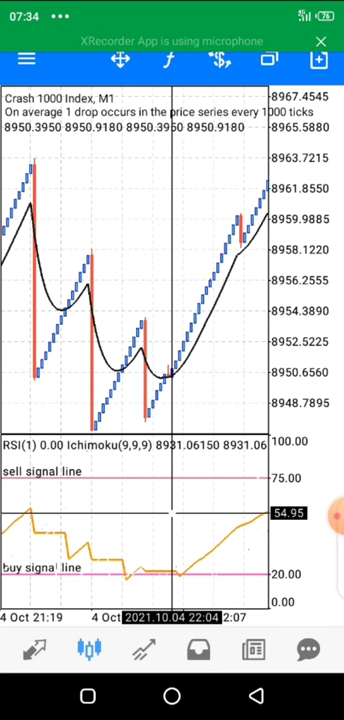 07:34
76
XRecorder App is using microphone
Crash 1000 Index, M1
On average 1 drop occurs in the price series every 1000 ticks
8950.3950 8950.9180 8950.3950 8950.9180
8967.4545
8965.5880
8963.7215
8961.8550
8959.9885
8958.1220
8956.2555
8954.3890
8952.5225
8950.6560
8948.7895
RSI(1) 0.00 Ichimoku(9,9,9) 8931.06150 8931.06
100.00
sell signal line
75.00
54.95
buy signal line
20.00
0.00
4 Oct 21:19
4 Oct
2021.10.04 22:04
2:07